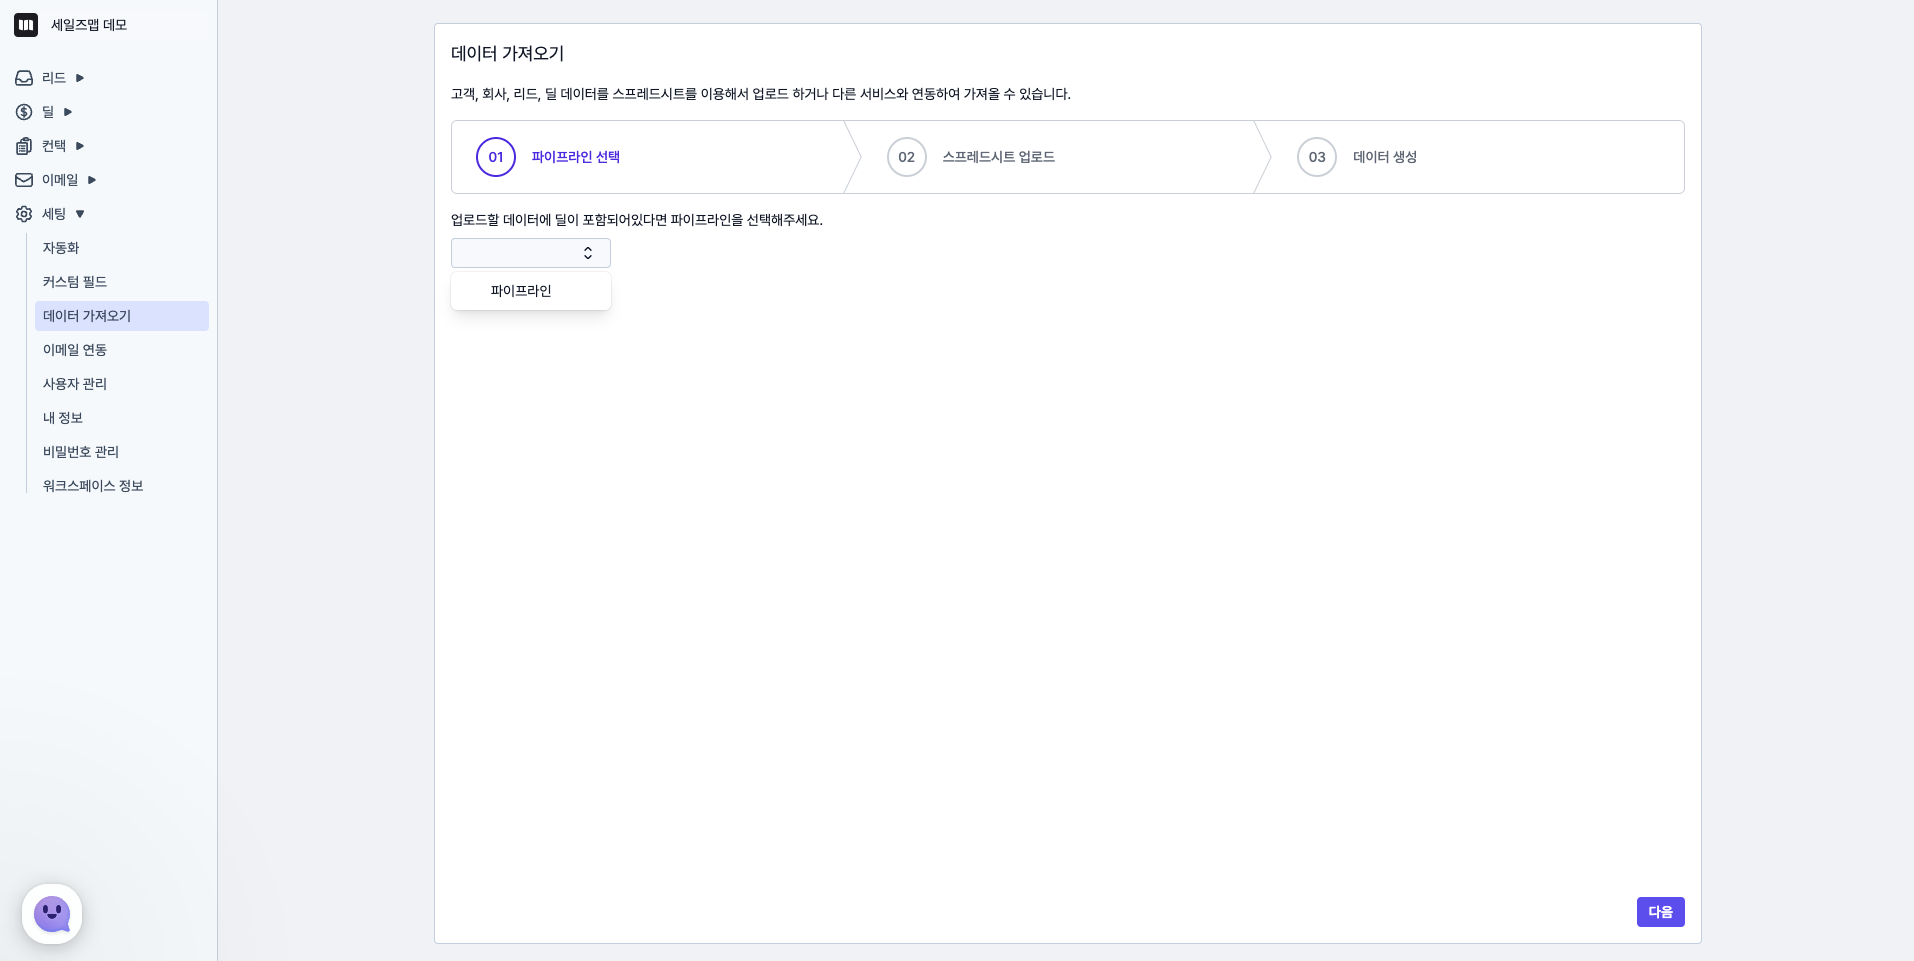 세일즈맵 데모
리드
딜
컨택
이메일
세팅
자동화
커스텀 필드
데이터 가져오기
이메일 연동
사용자 관리
내 정보
비밀번호 관리
워크스페이스 정보
데이터 가져오기
고객, 회사, 리드, 딜 데이터를 스프레드시트를 이용해서 업로드 하거나 다른 서비스와 연동하여 가져올 수 있습니다.
01 파이프라인 선택
02 스프레드시트 업로드
03 데이터 생성
업로드할 데이터에 딜이 포함되어있다면 파이프라인을 선택해주세요.
파이프라인
다음